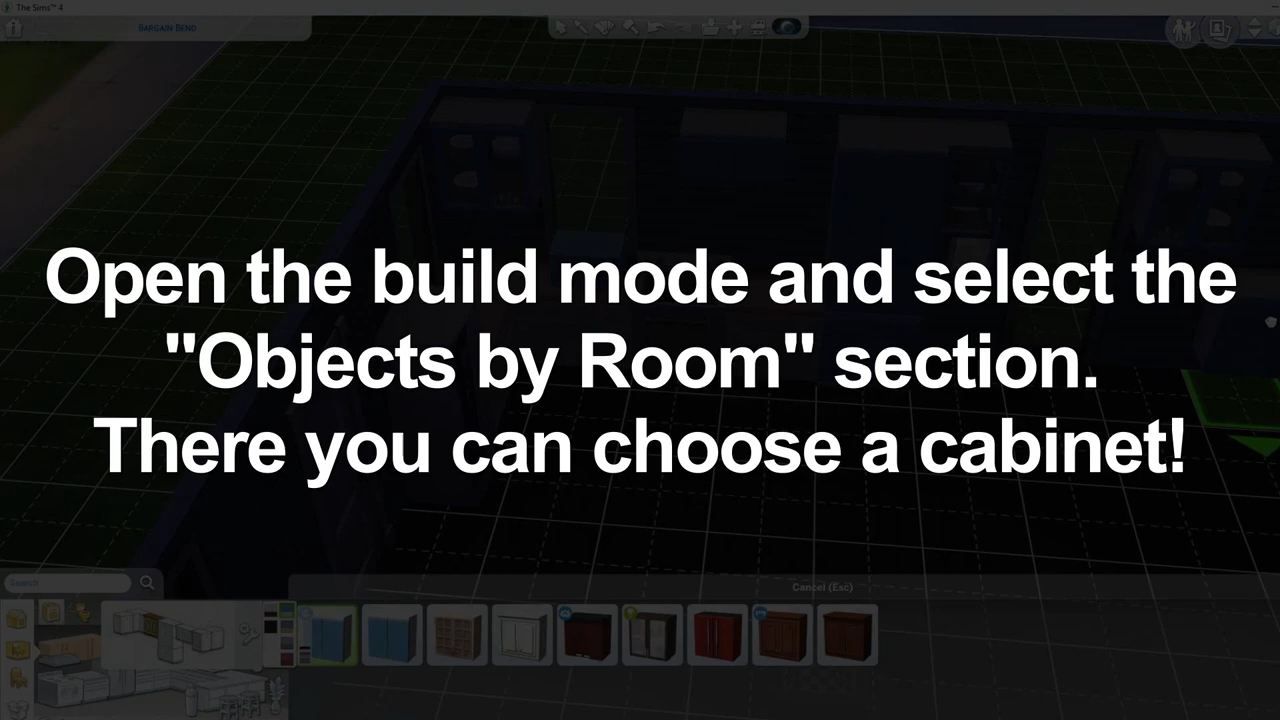 The Sims™ 4
BARGAIN BEND
Open the build mode and select the
"Objects by Room" section.
There you can choose a cabinet!
Search
Cancel (Esc)